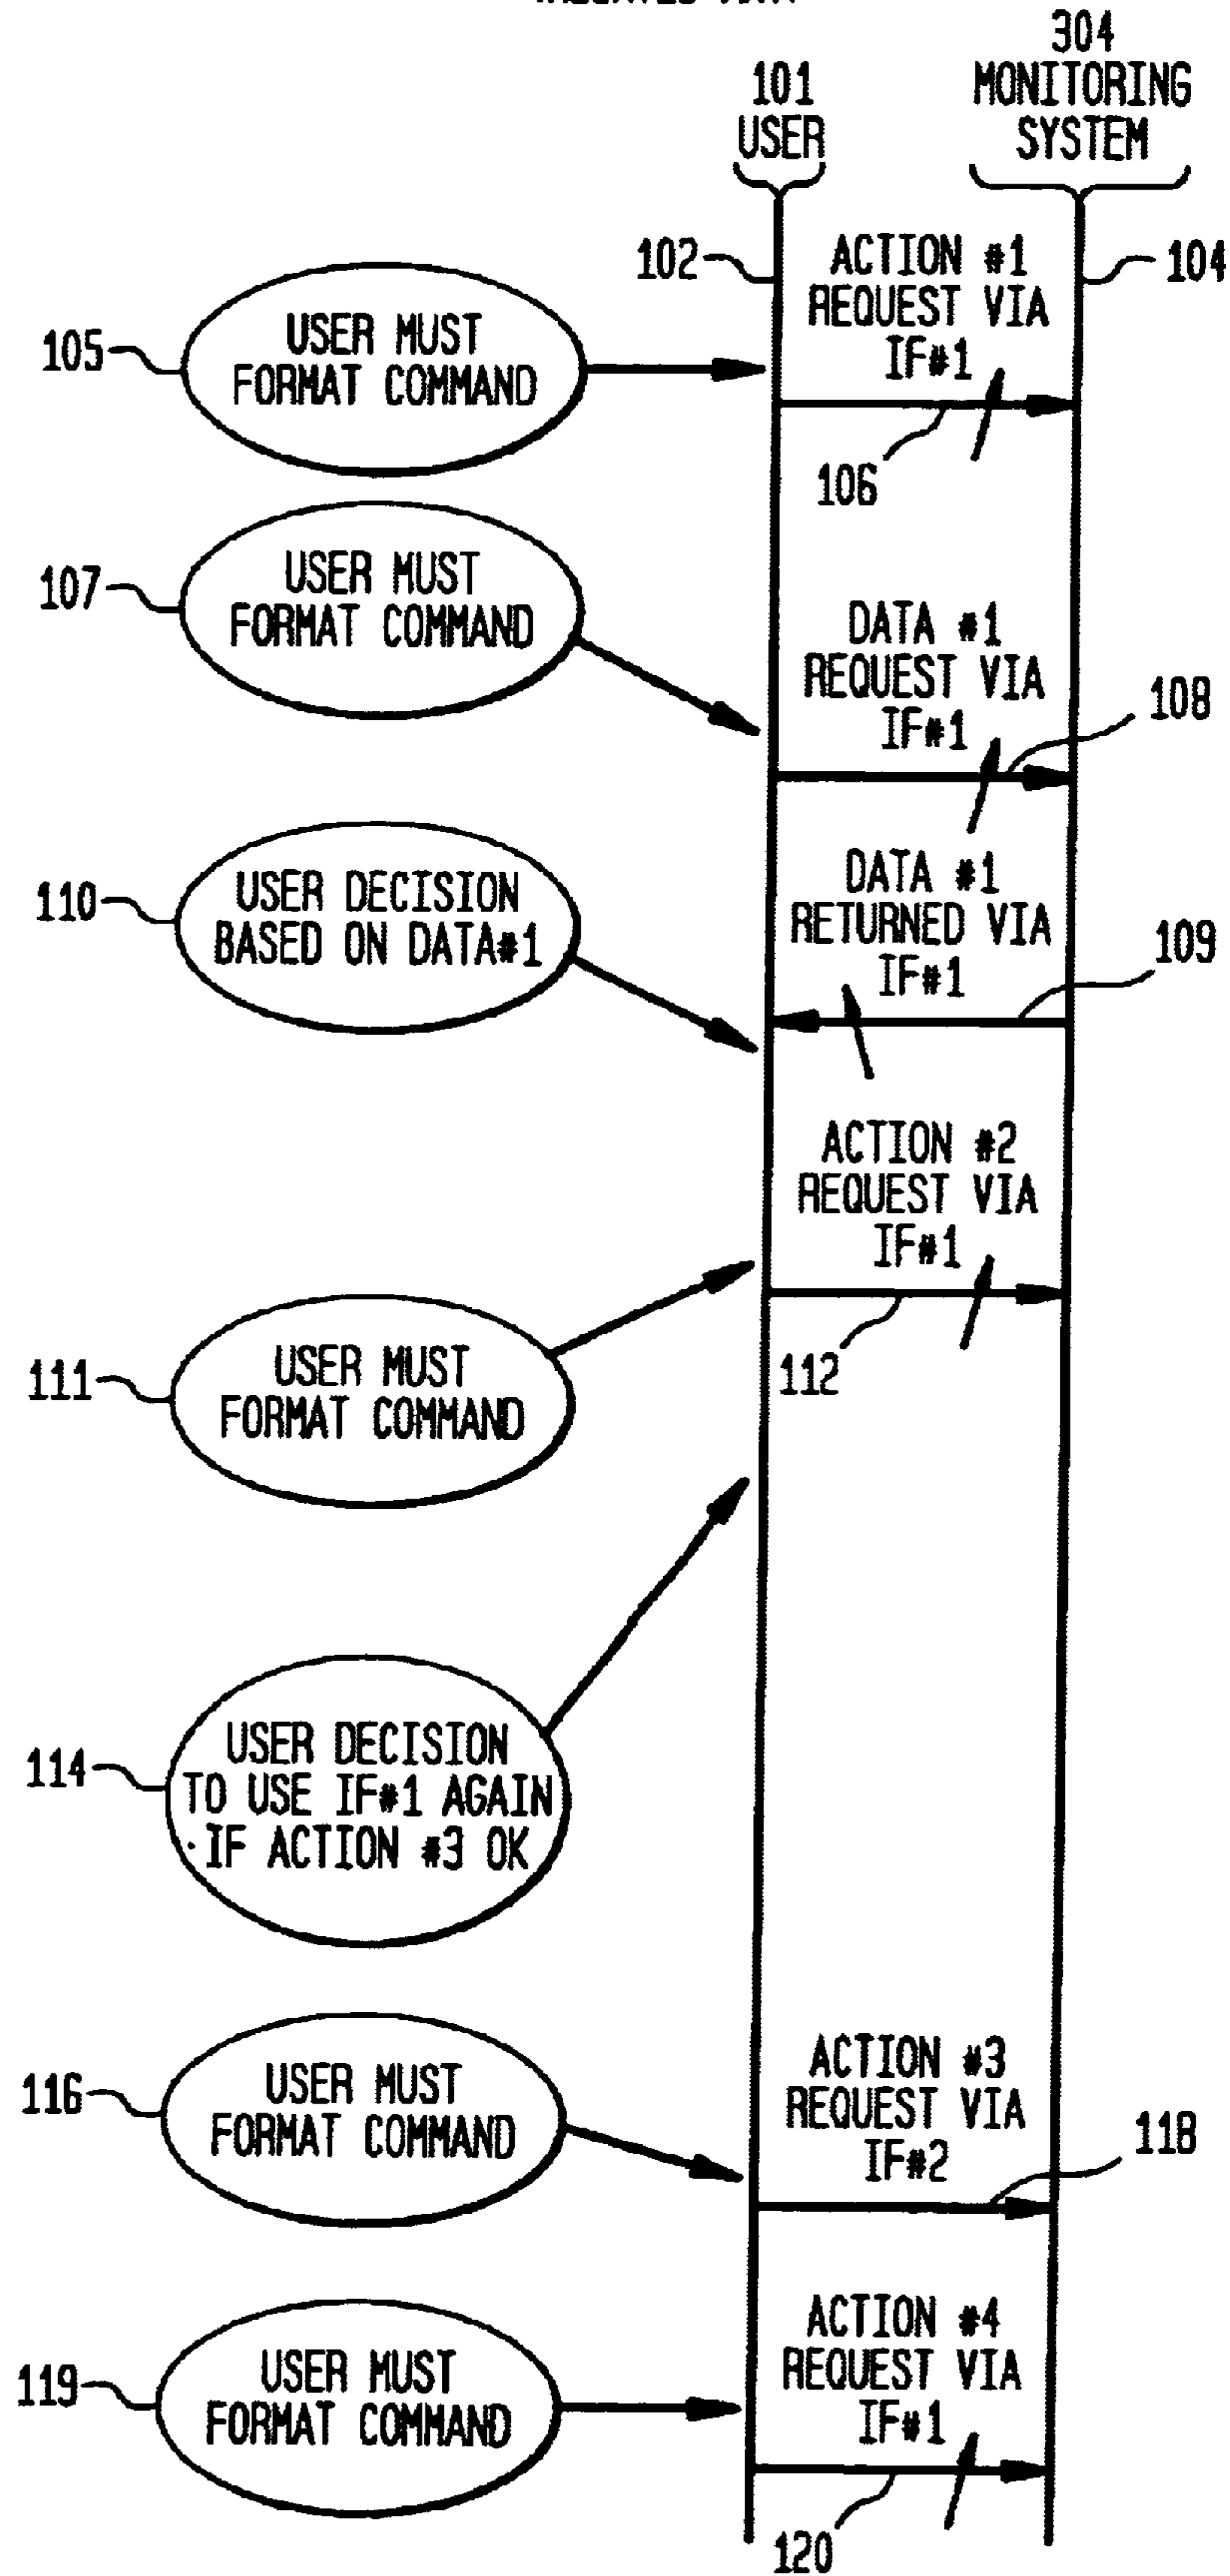 304
MONITORING
SYSTEM
101
USER
102
ACTION #1
REQUEST VIA
IF#1
104
105
USER MUST
FORMAT COMMAND
106
107
USER MUST
FORMAT COMMAND
DATA #1
REQUEST VIA
IF#1
108
110
USER DECISION
BASED ON DATA#1
DATA #1
RETURNED VIA
IF#1
109
ACTION #2
REQUEST VIA
IF#1
112
111
USER MUST
FORMAT COMMAND
114
USER DECISION
TO USE IF#1 AGAIN
IF ACTION #3 OK
116
USER MUST
FORMAT COMMAND
ACTION #3
REQUEST VIA
IF#2
118
119
USER MUST
FORMAT COMMAND
ACTION #4
REQUEST VIA
IF#1
120